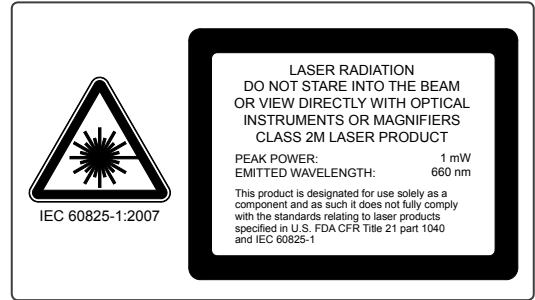 LASER RADIATION
DO NOT STARE INTO THE BEAM
OR VIEW DIRECTLY WITH OPTICAL
INSTRUMENTS OR MAGNIFIERS
CLASS 2M LASER PRODUCT
PEAK POWER: 1 mW
EMITTED WAVELENGTH: 660 nm
This product is designated for use solely as a
component and as such it does not fully comply
with the standards relating to laser products
specified in U.S. FDA CFR Title 21 part 1040
and IEC 60825-1
IEC 60825-1:2007